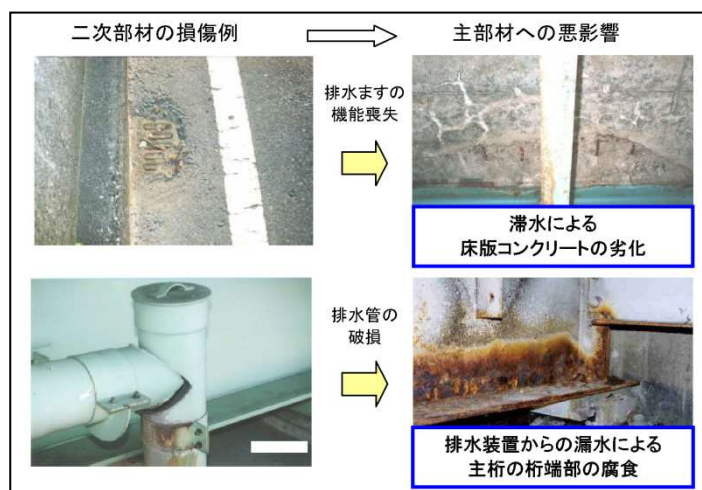 二次部材の損傷例
主部材への悪影響
排水ますの
機能喪失
滞水による
床版コンクリートの劣化
排水管の
破損
排水装置からの漏水による
主桁の桁端部の腐食